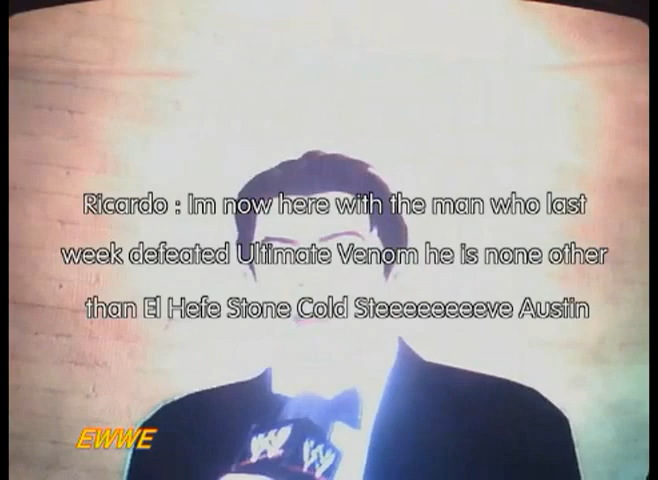 Ricardo : Im now here with the man who last
week defeated Ultimate Venom he is none other
than El Hefe Stone Cold Steeeeeeeeve Austin
EWWE